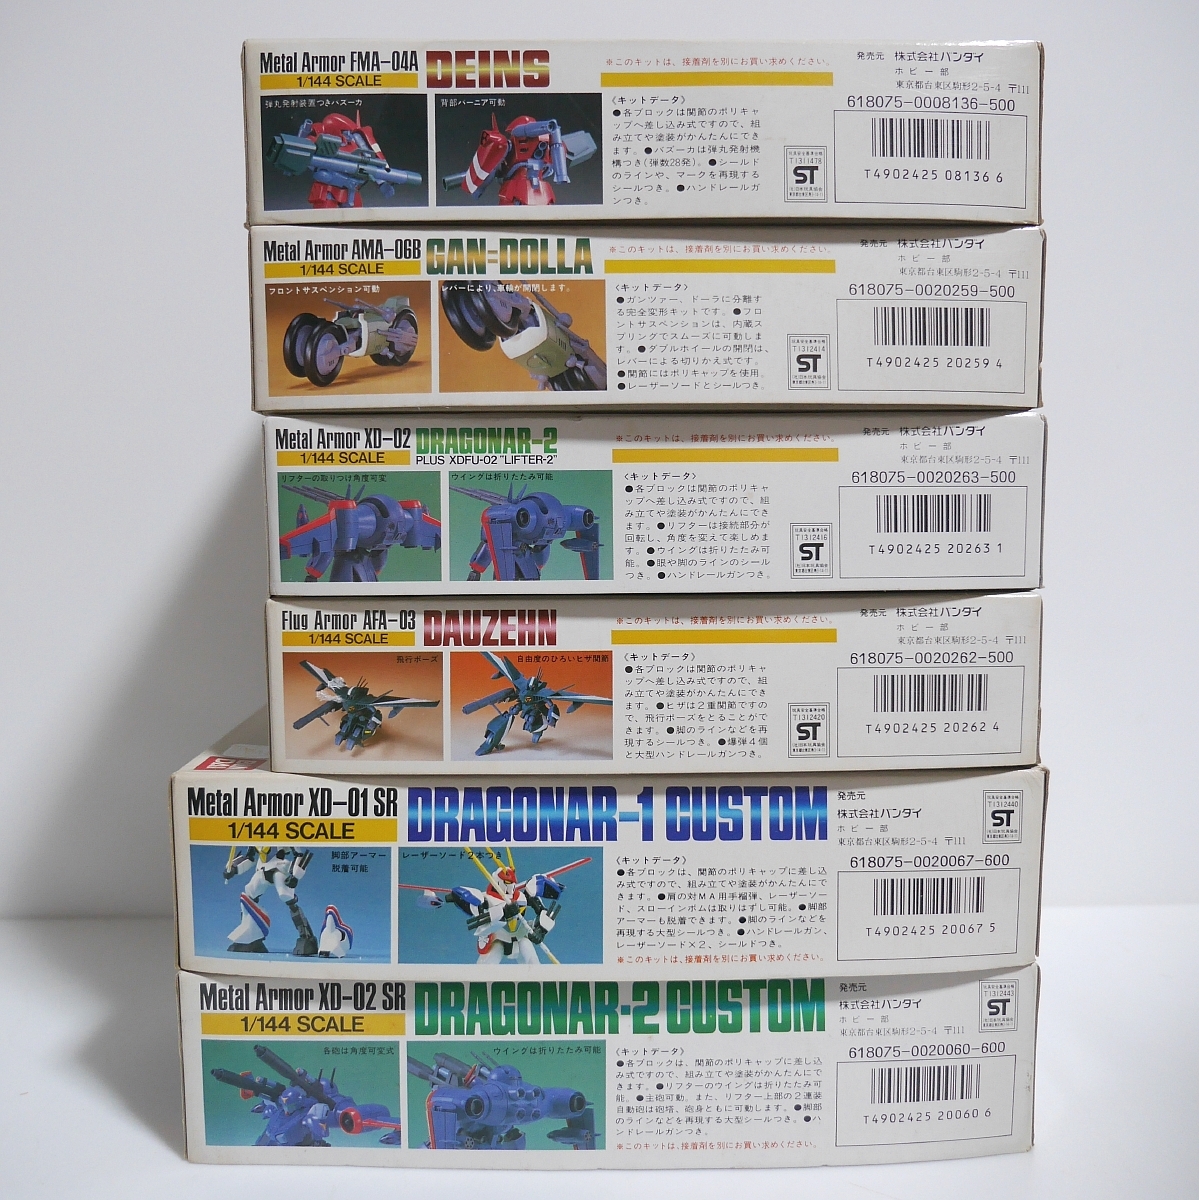 Metal Armor FMA-04A
DEINS
1/144 SCALE
※このキットは、接着剤を別にお買い求めください。
弾丸発射装置つきバズーカ
背部バーニア可動
〈キットデータ〉
●各ブロックは関節のポリキャ
ップへ差し込み式ですので、組
み立てや塗装がかんたんにでき
ます。●バズーカは弾丸発射機
構つき(弾数28発)。●シールド
のラインや、マークを再現する
シールつき。●ハンドレールガ
ンつき。
発売元 株式会社バンダイ
ホビー部
東京都台東区駒形2-5-4 〒111
618075-0008136-500
T4902425 08136 6
T1311478
ST
Metal Armor AMA-06B
GAN=DOLLA
1/144 SCALE
※このキットは、接着剤を別にお買い求めください。
フロントサスペンション可動
レバーにより、車輪が開閉します。
〈キットデータ〉
●ガンツァー、ドーラに分離す
る完全変形キットです。●フロ
ントサスペンションは、内蔵ス
プリングでスムーズに可動しま
す。●ダブルホイールの開閉は、
レバーによる切りかえ式です。
●関節にはポリキャップを使用。
●レーザーソードとシールつき。
発売元 株式会社バンダイ
ホビー部
東京都台東区駒形2-5-4 〒111
618075-0020259-500
T4902425 20259 4
T1312414
ST
Metal Armor XD-02
DRAGONAR-2
1/144 SCALE
PLUS XDFU-02 "LIFTER-2"
※このキットは、接着剤を別にお買い求めください。
リフターの取りつけ角度可変
ウイングは折りたたみ可能
〈キットデータ〉
●各ブロックは関節のポリキャ
ップへ差し込み式ですので、組
み立てや塗装がかんたんにでき
ます。●リフターは接続部分が
回転し、角度を変えて楽しめま
す。●ウイングは折りたたみ可
能。●眼や脚のラインのシール
つき。●ハンドレールガンつき。
発売元 株式会社バンダイ
ホビー部
東京都台東区駒形2-5-4 〒111
618075-0020263-500
T4902425 20263 1
T1312416
ST
Flug Armor AFA-03
DAUZEHN
1/144 SCALE
※このキットは、接着剤を別にお買い求めください。
飛行ポーズ
自由度のひろいヒザ関節
〈キットデータ〉
●各ブロックは関節のポリキャ
ップへ差し込み式ですので、組
み立てや塗装がかんたんにでき
ます。●ヒザは2重関節ですの
で、飛行ポーズをとることがで
きます。●脚のラインなどを再
現するシールつき。●爆弾4個
と大型ハンドレールガンつき。
発売元 株式会社バンダイ
ホビー部
東京都台東区駒形2-5-4 〒111
618075-0020262-500
T4902425 20262 4
T1312420
ST
Metal Armor XD-01 SR
DRAGONAR-1 CUSTOM
1/144 SCALE
脚部アーマー
脱着可能
レーザーソード2本つき
〈キットデータ〉
●各ブロックは、関節のポリキャップに差し込
み式ですので、組み立てや塗装がかんたんにで
きます。●肩の対MA用手榴弾、レーザーソー
ド、スローインボムは取りはずし可能。●脚部
アーマーも脱着できます。●脚のラインなどを
再現する大型シールつき。●ハンドレールガン、
レーザーソード×2、シールドつき。
※このキットは、接着剤を別にお買い求めください。
発売元
株式会社バンダイ
ホビー部
東京都台東区駒形2-5-4 〒111
T1312440
ST
618075-0020067-600
T4902425 20067 5
Metal Armor XD-02 SR
DRAGONAR-2 CUSTOM
1/144 SCALE
各砲は角度可変式
ウイングは折りたたみ可能
〈キットデータ〉
●各ブロックは、関節のポリキャップに差し込
み式ですので、組み立てや塗装がかんたんにで
きます。●リフターのウイングは折りたたみ可
能。●主砲可動。また、リフター上部の2連装
自動砲は砲塔、砲身ともに可動します。●脚部
のラインなどを再現する大型シールつき。●ハ
ンドレールガンつき。
※このキットは、接着剤を別にお買い求めください。
発売元
株式会社バンダイ
ホビー部
東京都台東区駒形2-5-4 〒111
T1312443
ST
618075-0020060-600
T4902425 20060 6